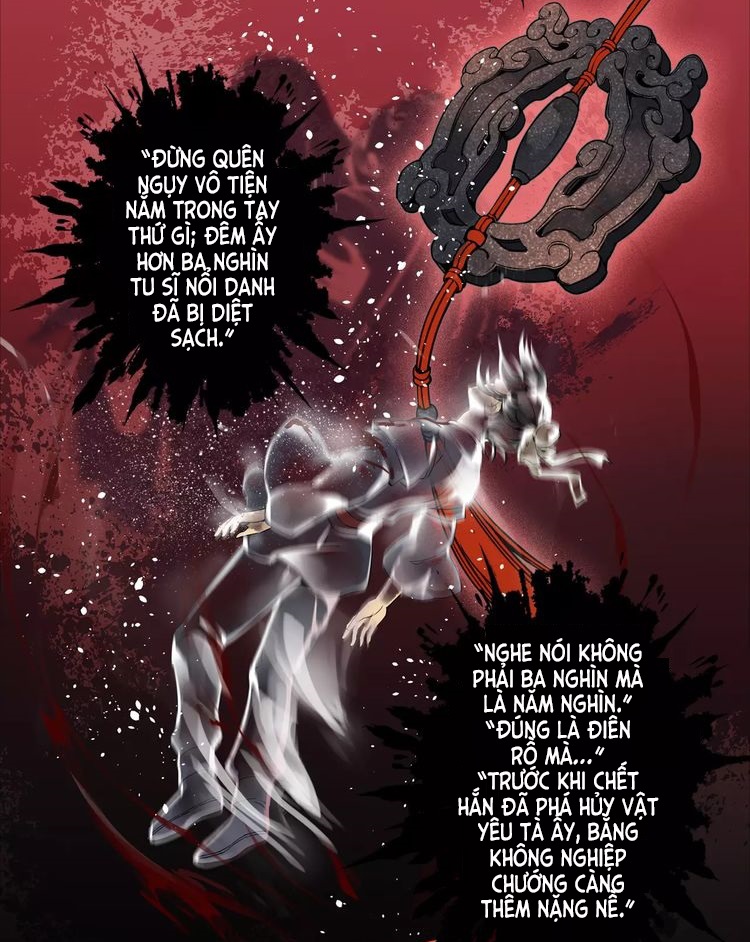 "ĐỪNG QUÊN
NGỤY VÔ TIỆN
NẮM TRONG TAY
THỨ GÌ; ĐÊM ẤY
HƠN BA NGHÌN
TU SĨ NỔI DANH
ĐÃ BỊ DIỆT
SẠCH."
"NGHE NÓI KHÔNG
PHẢI BA NGHÌN MÀ
LÀ NĂM NGHÌN."
"ĐÚNG LÀ ĐIÊN
RỒ MÀ..."
"TRƯỚC KHI CHẾT
HẮN ĐÃ PHÁ HỦY VẬT
YÊU TÀ ẤY, BẰNG
KHÔNG NGHIỆP
CHƯỚNG CÀNG
THÊM NẶNG NỀ."